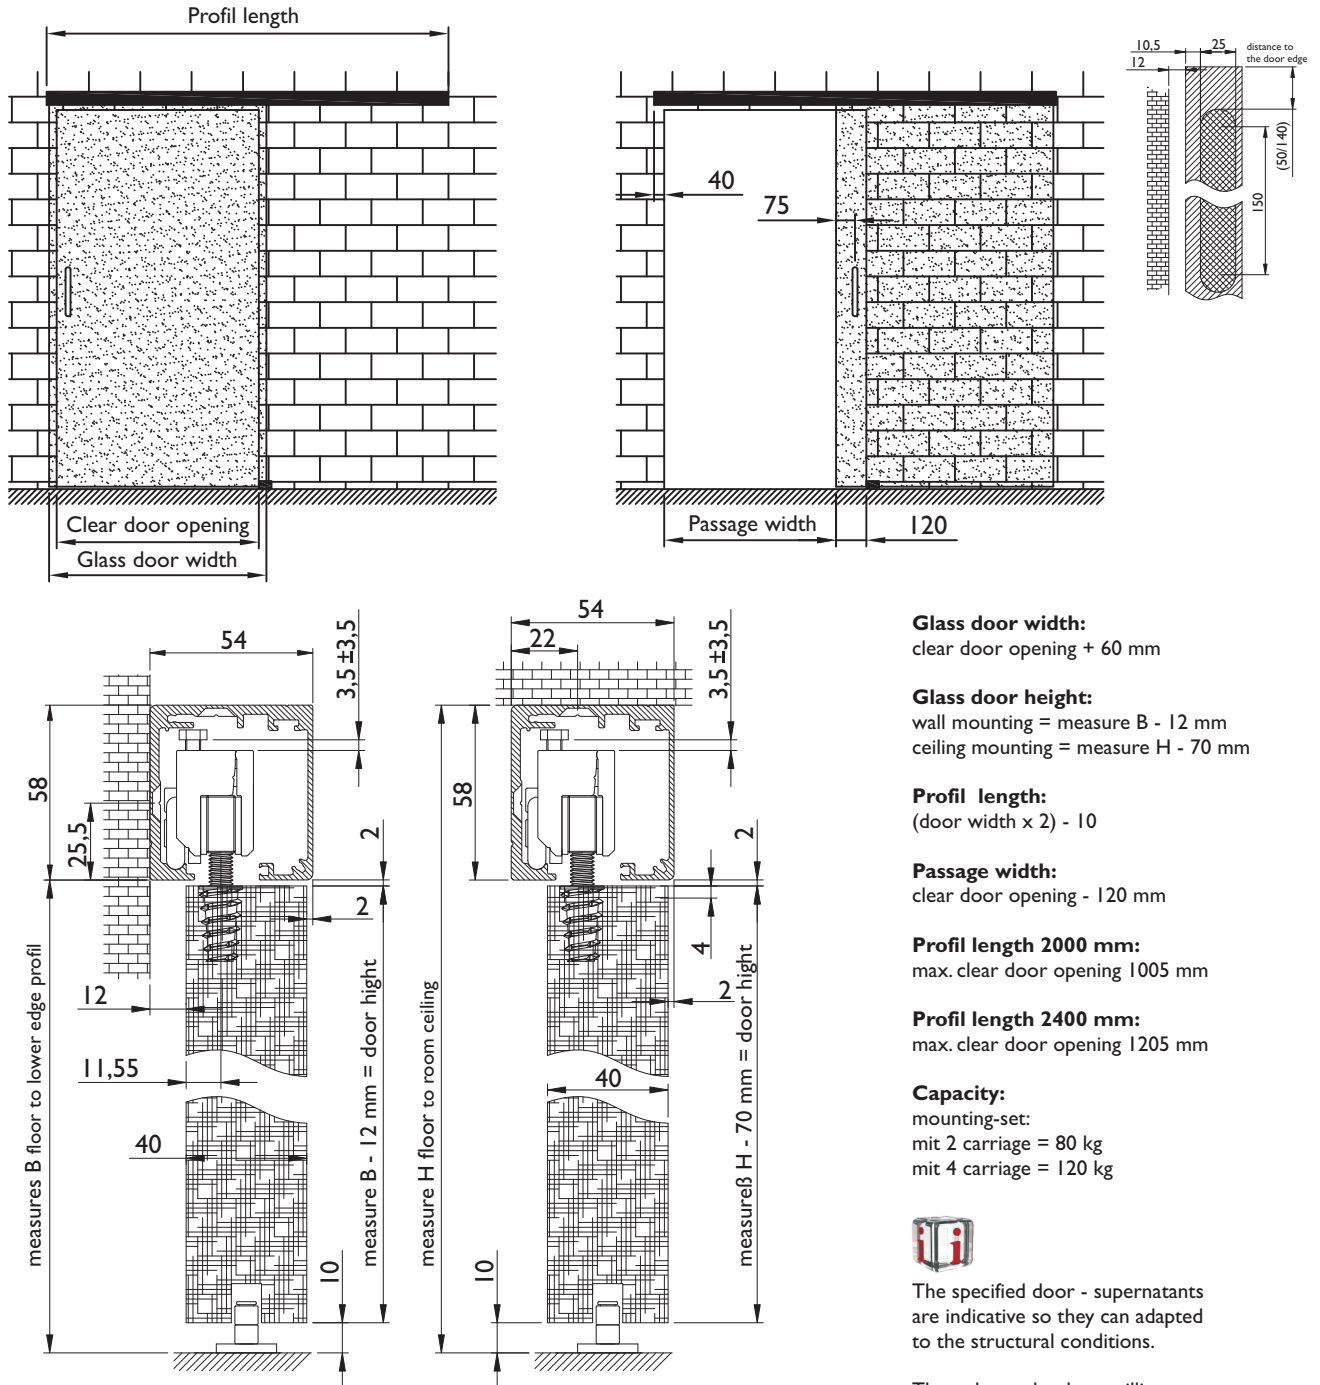 Profil length
10,5
25
distance to
the door edge
12
(50/140)
150
40
75
Clear door opening
Glass door width
Passage width
120
54
3,5 ±3,5
58
25,5
2
2
12
11,55
40
10
measures B floor to lower edge profil
measure B - 12 mm = door hight
54
22
3,5 ±3,5
58
2
4
2
40
10
measure H floor to room ceiling
measureß H - 70 mm = door hight
Glass door width:
clear door opening + 60 mm
Glass door height:
wall mounting = measure B - 12 mm
ceiling mounting = measure H - 70 mm
Profil length:
(door width x 2) - 10
Passage width:
clear door opening - 120 mm
Profil length 2000 mm:
max. clear door opening 1005 mm
Profil length 2400 mm:
max. clear door opening 1205 mm
Capacity:
mounting-set:
mit 2 carriage = 80 kg
mit 4 carriage = 120 kg
i i
The specified door - supernatants
are indicative so they can adapted
to the structural conditions.